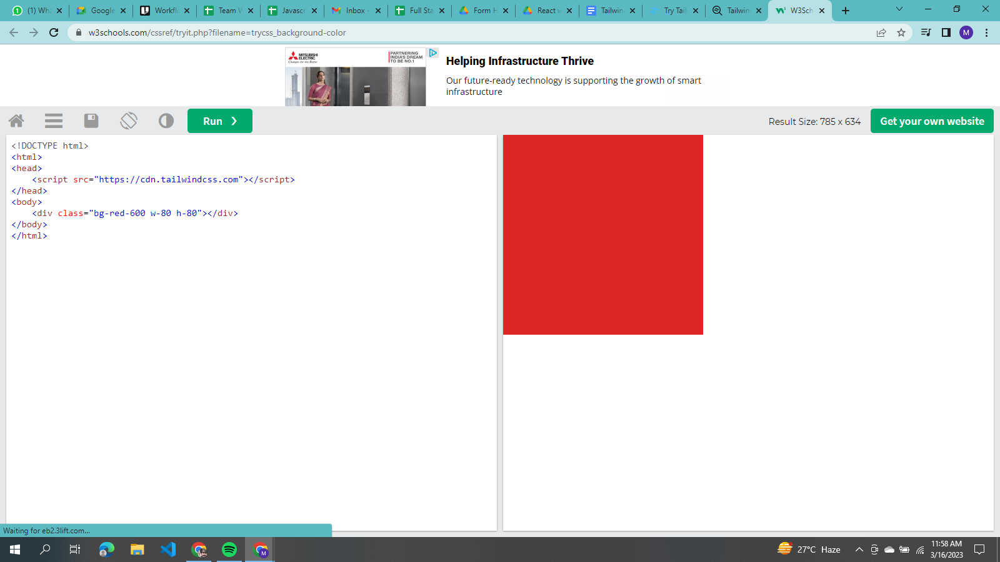 (1) Wha
Google
Workflo
Team W
Javascr
Inbox -
Full Sta
Form H
React w
Tailwin
Try Tail
Tailwin
W3Sch
w3schools.com/cssref/tryit.php?filename=trycss_background-color
M
MITSUBISHI ELECTRIC
Changes for the Better
PARTNERING
INDIA'S DREAM
TO BE NO.1
Helping Infrastructure Thrive
Our future-ready technology is supporting the growth of smart
infrastructure
Run ❯
Result Size: 785 x 634
Get your own website
<!DOCTYPE html>
<html>
<head>
    <script src="https://cdn.tailwindcss.com"></script>
</head>
<body>
    <div class="bg-red-600 w-80 h-80"></div>
</body>
</html>
Waiting for eb2.3lift.com...
M
27°C Haze
11:58 AM
3/16/2023